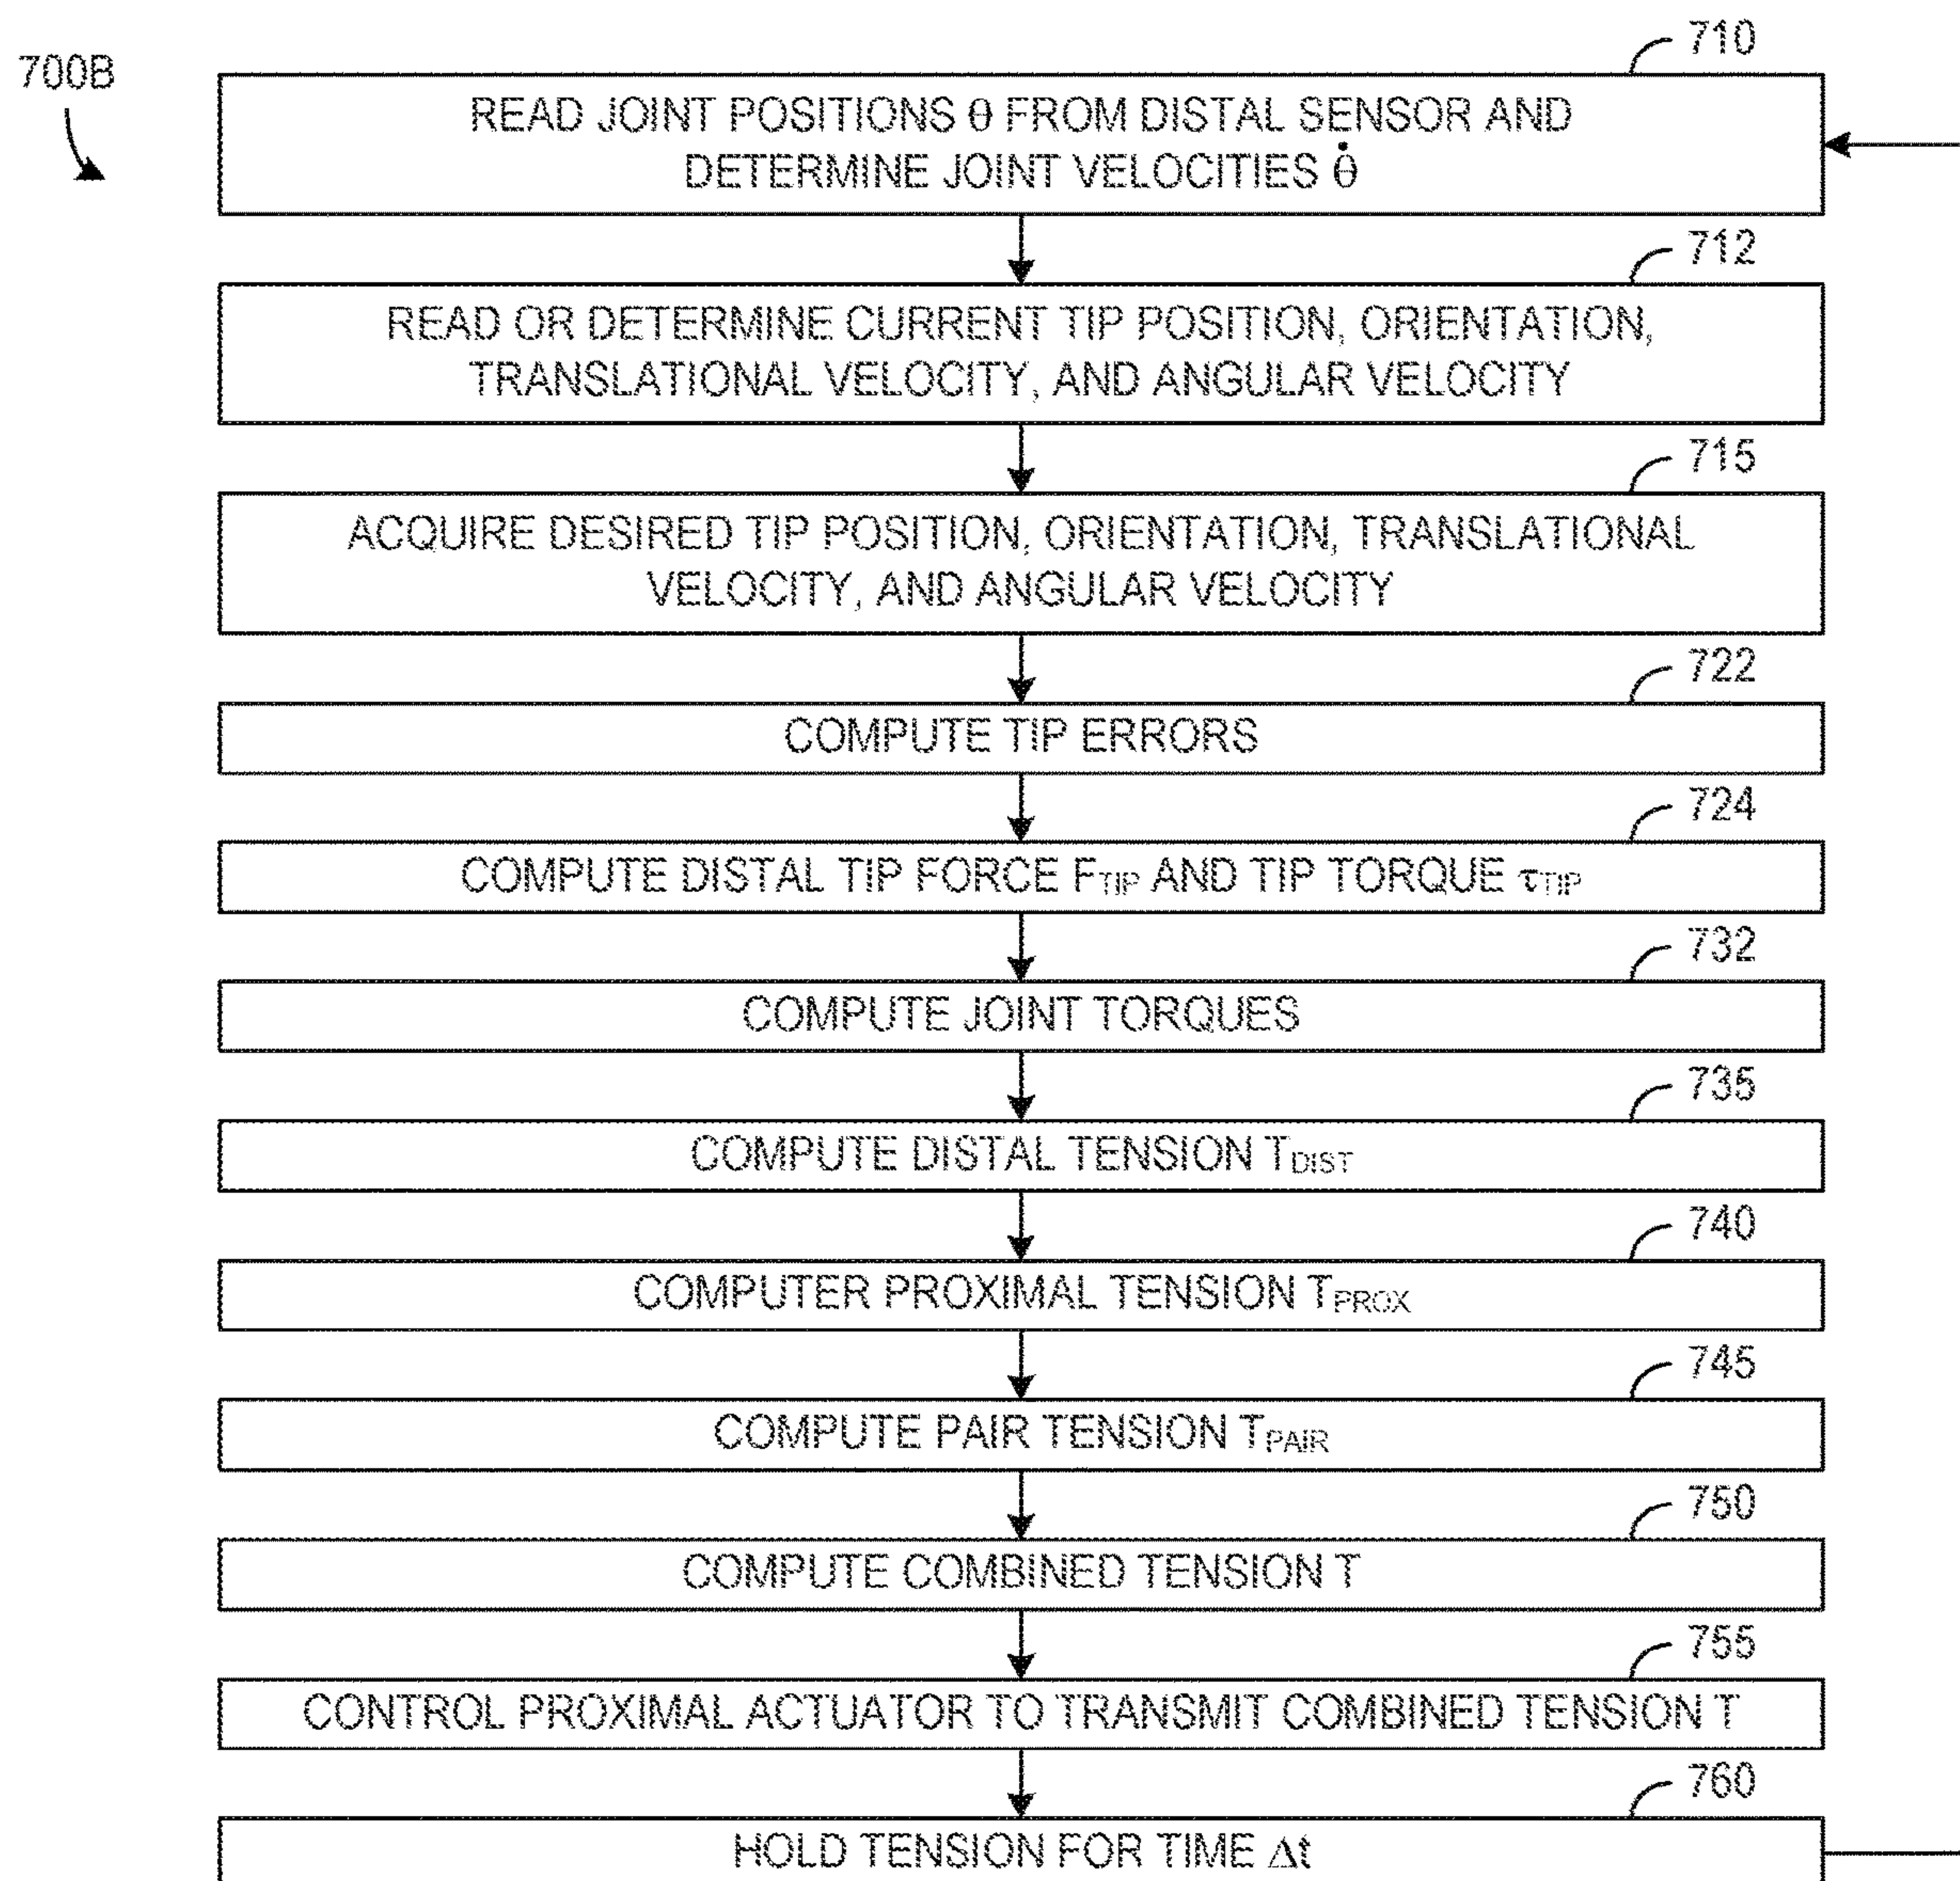 700B
710
READ JOINT POSITIONS θ FROM DISTAL SENSOR AND
DETERMINE JOINT VELOCITIES θ̇
712
READ OR DETERMINE CURRENT TIP POSITION, ORIENTATION,
TRANSLATIONAL VELOCITY, AND ANGULAR VELOCITY
715
ACQUIRE DESIRED TIP POSITION, ORIENTATION, TRANSLATIONAL
VELOCITY, AND ANGULAR VELOCITY
722
COMPUTE TIP ERRORS
724
COMPUTE DISTAL TIP FORCE FTIP AND TIP TORQUE τTIP
732
COMPUTE JOINT TORQUES
735
COMPUTE DISTAL TENSION TDIST
740
COMPUTER PROXIMAL TENSION TPROX
745
COMPUTE PAIR TENSION TPAIR
750
COMPUTE COMBINED TENSION T
755
CONTROL PROXIMAL ACTUATOR TO TRANSMIT COMBINED TENSION T
760
HOLD TENSION FOR TIME Δt